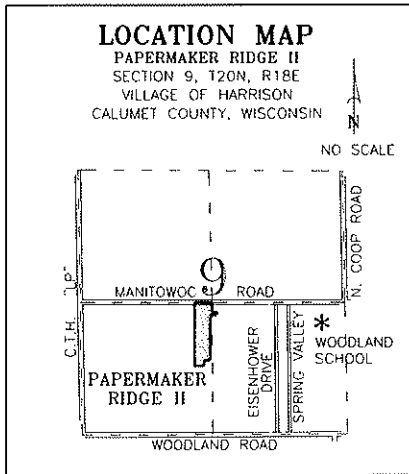 LOCATION MAP
PAPERMAKER RIDGE II
SECTION 9, T20N, R18E
VILLAGE OF HARRISON
CALUMET COUNTY, WISCONSIN
N
NO SCALE
N. COOP ROAD
9
"LP"
C.T.H.
MANITOWOC ROAD
*
WOODLAND
SCHOOL
EISENHOWER
DRIVE
SPRING VALLEY
PAPERMAKER
RIDGE II
WOODLAND ROAD